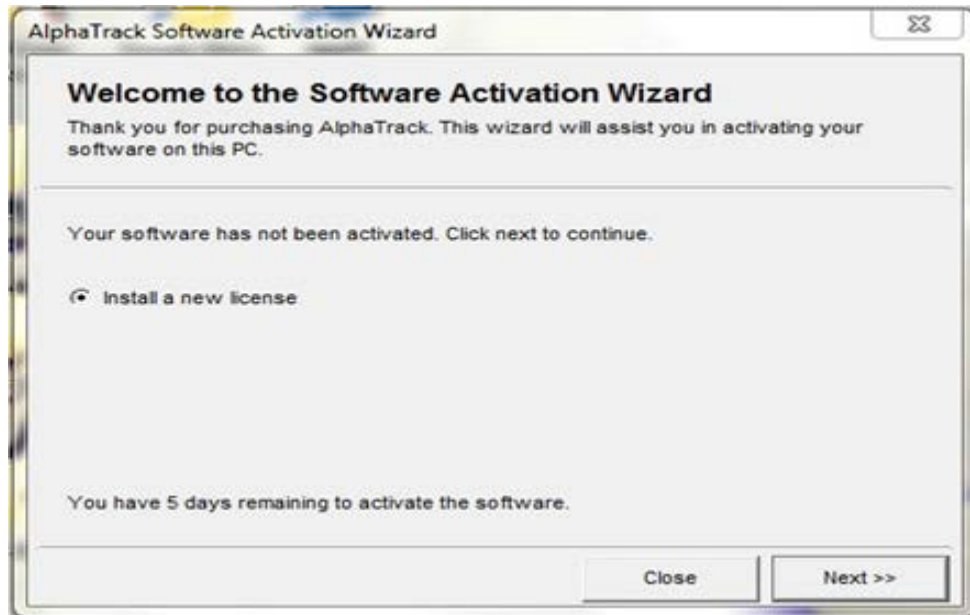 AlphaTrack Software Activation Wizard
Welcome to the Software Activation Wizard
Thank you for purchasing AlphaTrack. This wizard will assist you in activating your
software on this PC.
Your software has not been activated. Click next to continue.
Install a new license
You have 5 days remaining to activate the software.
Close
Next >>